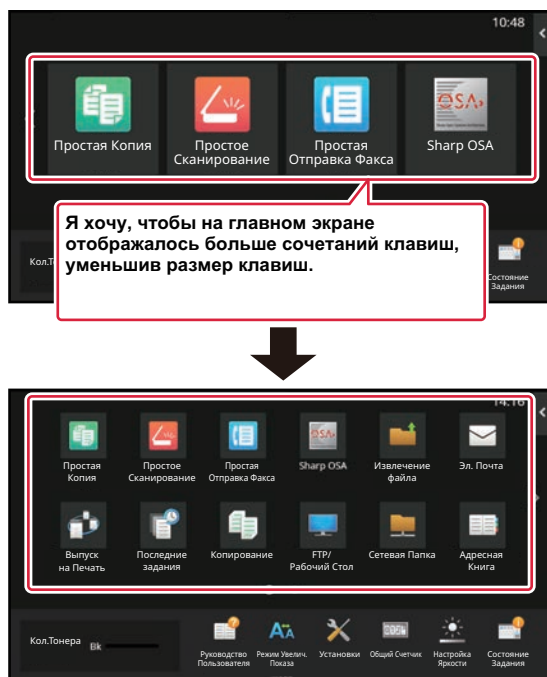 10:48
Простая Копия
Простое
Сканирование
Простая
Отправка Факса
Sharp OSA
OSA
Я хочу, чтобы на главном экране
отображалось больше сочетаний клавиш,
уменьшив размер клавиш.
Состояние
Задания
14:16
Простая
Копия
Простое
Сканирование
Простая
Отправка Факса
Sharp OSA
OSA
Извлечение
файла
Эл. Почта
Выпуск
на Печать
Последние
задания
Копирование
FTP/
Рабочий Стол
Сетевая Папка
Адресная
Книга
Кол.Тонера
Bk
Руководство
Пользователя
Режим Увелич.
Показа
Установки
Общий Счетчик
Настройка
Яркости
Состояние
Задания